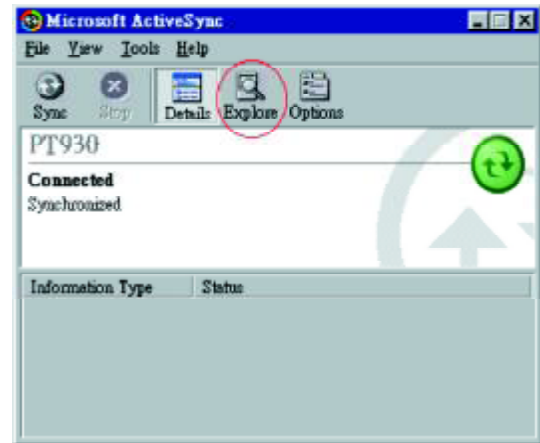 Microsoft ActiveSync
File View Tools Help
Sync Stop Details Explore Options
PT930
Connected
Synchronized
Information Type Status